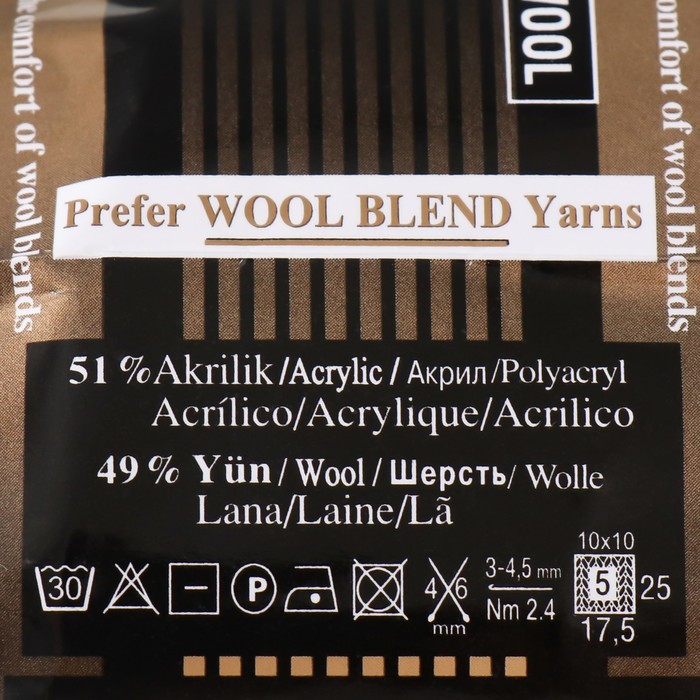 WOOL
comfort of wool blends
comfort of wool blends
Prefer WOOL BLEND Yarns
51 % Akrilik / Acrylic / Акрил / Polyacryl
Acrílico/Acrylique/Acrilico
49 % Yün / Wool / Шерсть / Wolle
Lana/Laine/Lã
30 P 4 6 mm 3-4,5 mm Nm 2.4 10x10 5 25 17,5